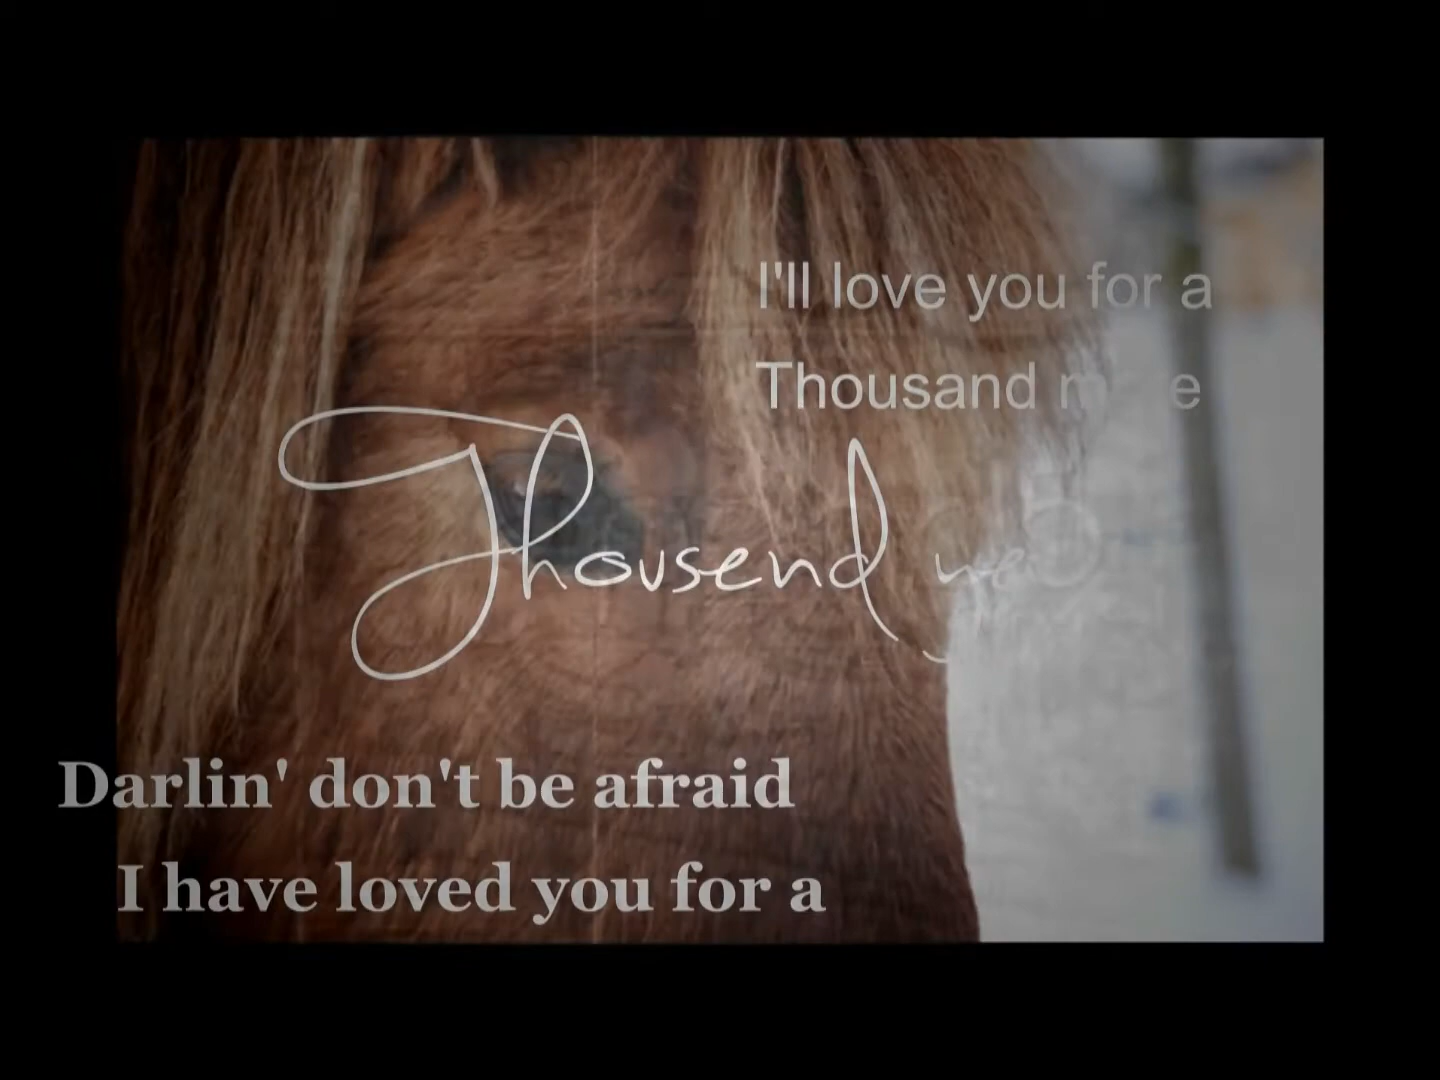 I'll love you for a
Thousand
Thousend
Darlin' don't be afraid
I have loved you for a